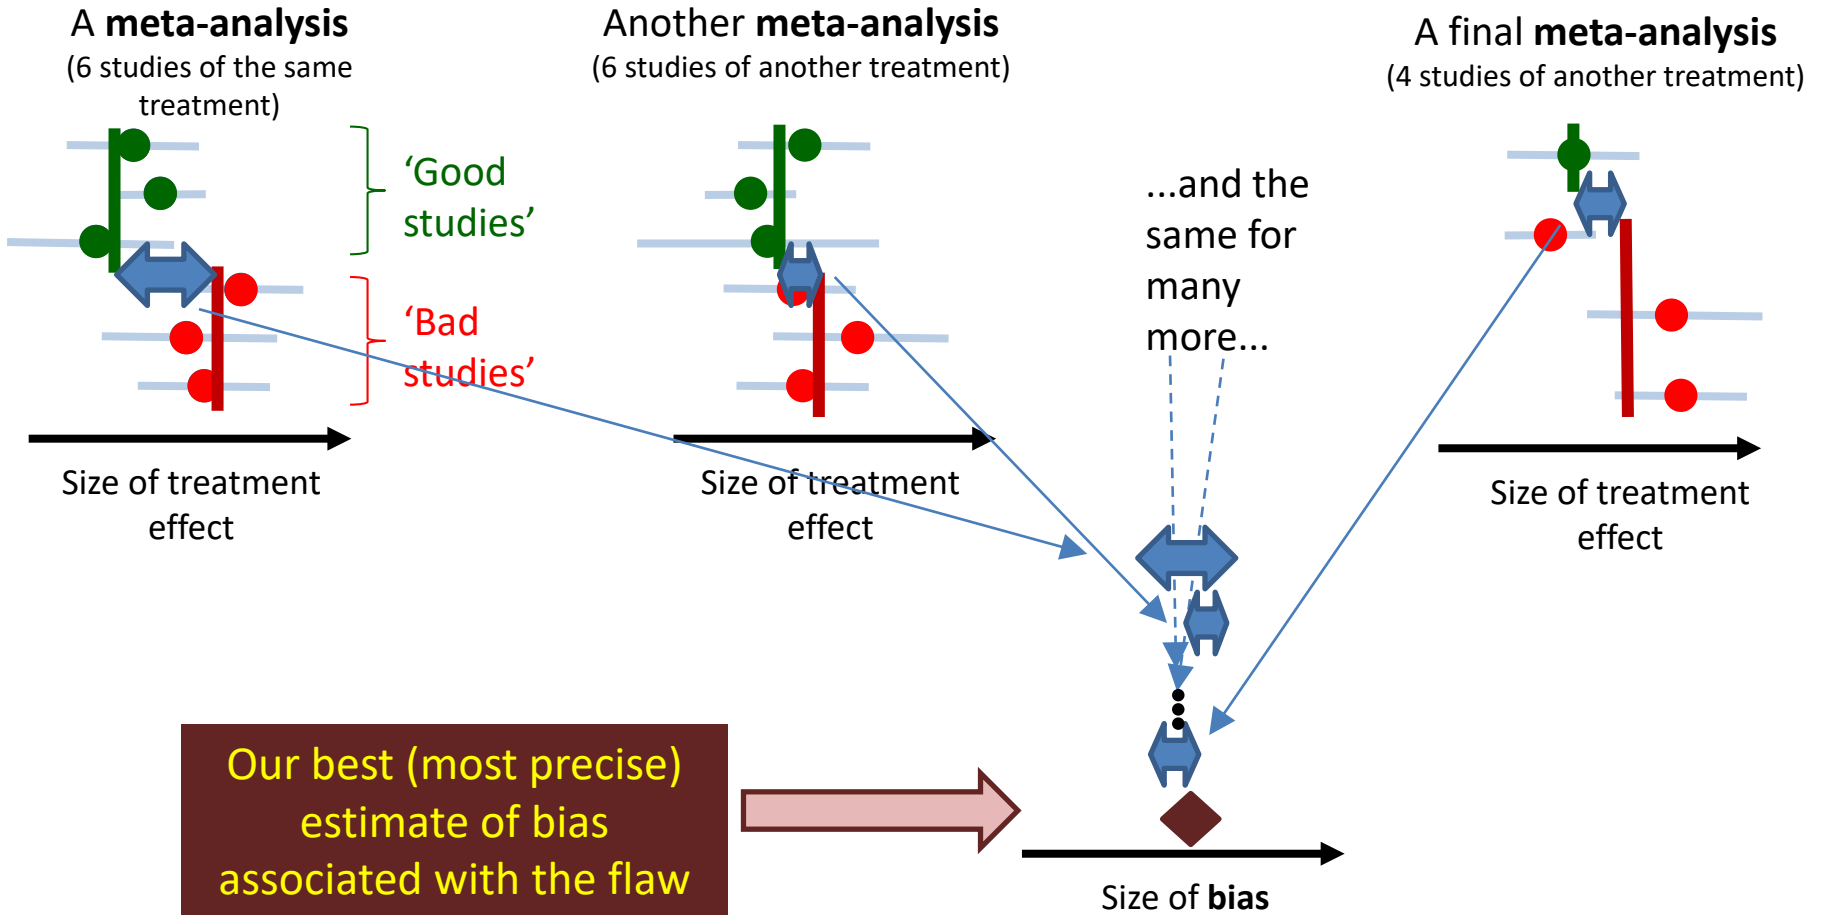 A meta-analysis
(6 studies of the same
treatment)
‘Good
studies’
‘Bad
studies’
Size of treatment
effect
Another meta-analysis
(6 studies of another treatment)
Size of treatment
effect
...and the
same for
many
more...
A final meta-analysis
(4 studies of another treatment)
Size of treatment
effect
Our best (most precise)
estimate of bias
associated with the flaw
Size of bias